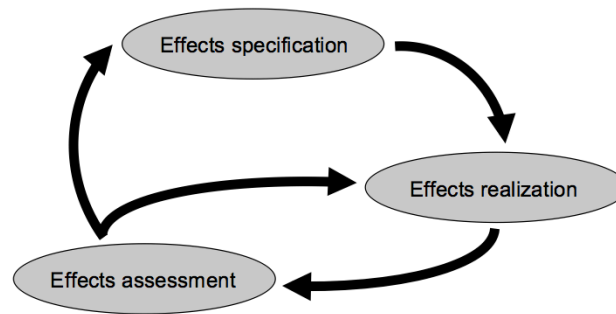 Effects specification
Effects realization
Effects assessment